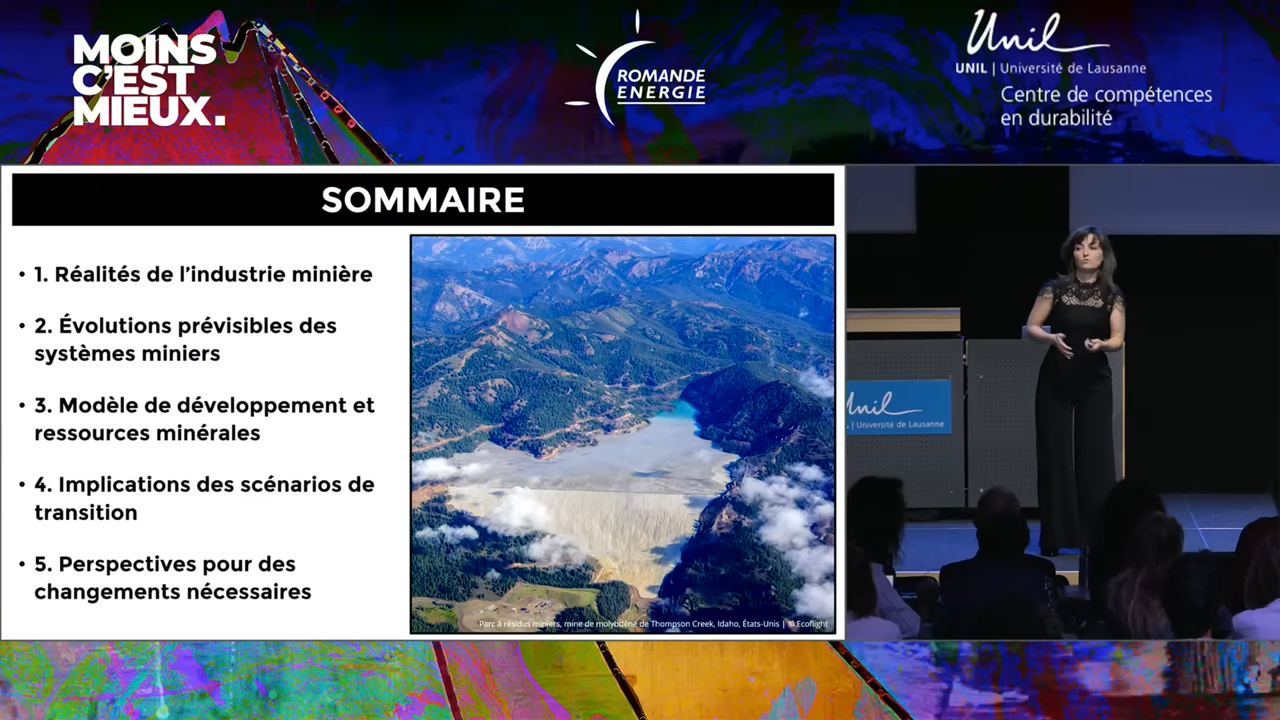 MOINS
C'EST
MIEUX.
ROMANDE
ENERGIE
Unil
UNIL | Université de Lausanne
Centre de compétences
en durabilité
SOMMAIRE
• 1. Réalités de l'industrie minière
• 2. Évolutions prévisibles des
systèmes miniers
• 3. Modèle de développement et
ressources minérales
• 4. Implications des scénarios de
transition
• 5. Perspectives pour des
changements nécessaires
Parc à résidus miniers, mine de molybdène de Thompson Creek, Idaho, États-Unis | © Ecoflight
Unil
L | Université de Lausanne